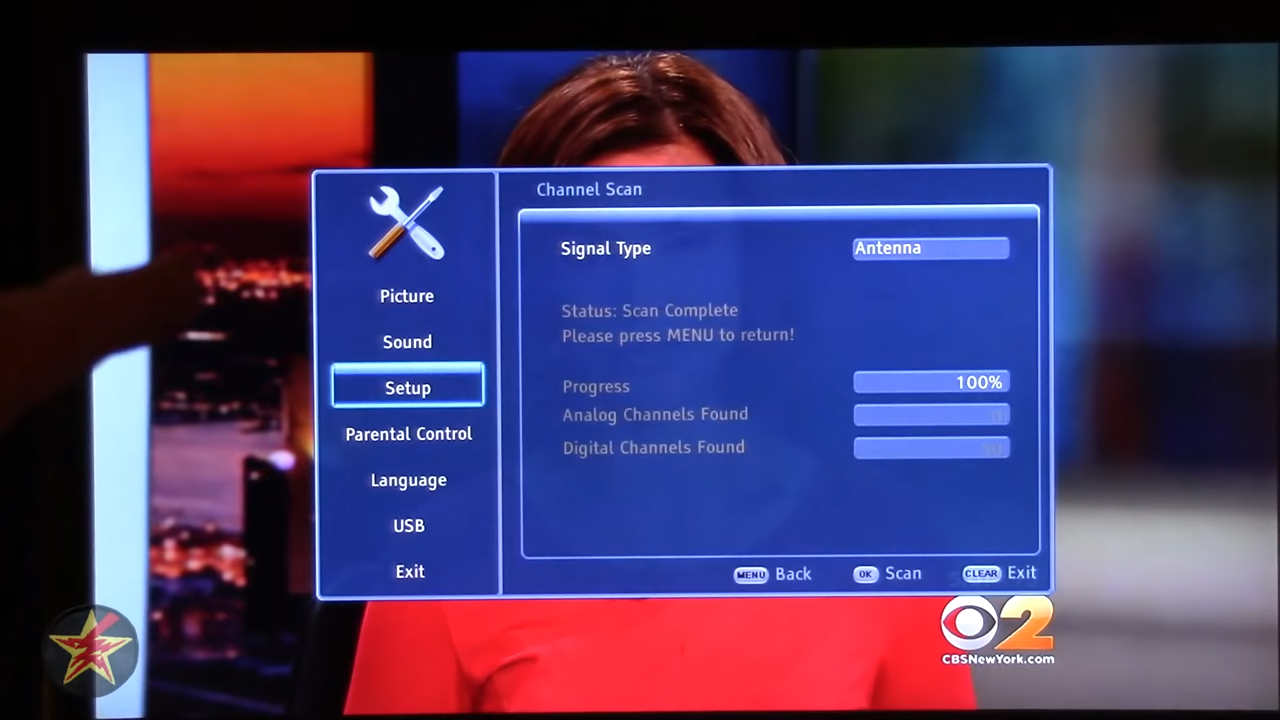 Channel Scan
Signal Type Antenna
Status: Scan Complete
Please press MENU to return!
Progress 100%
Analog Channels Found
Digital Channels Found
Picture
Sound
Setup
Parental Control
Language
USB
Exit
MENU Back OK Scan CLEAR Exit
2
CBSNewYork.com